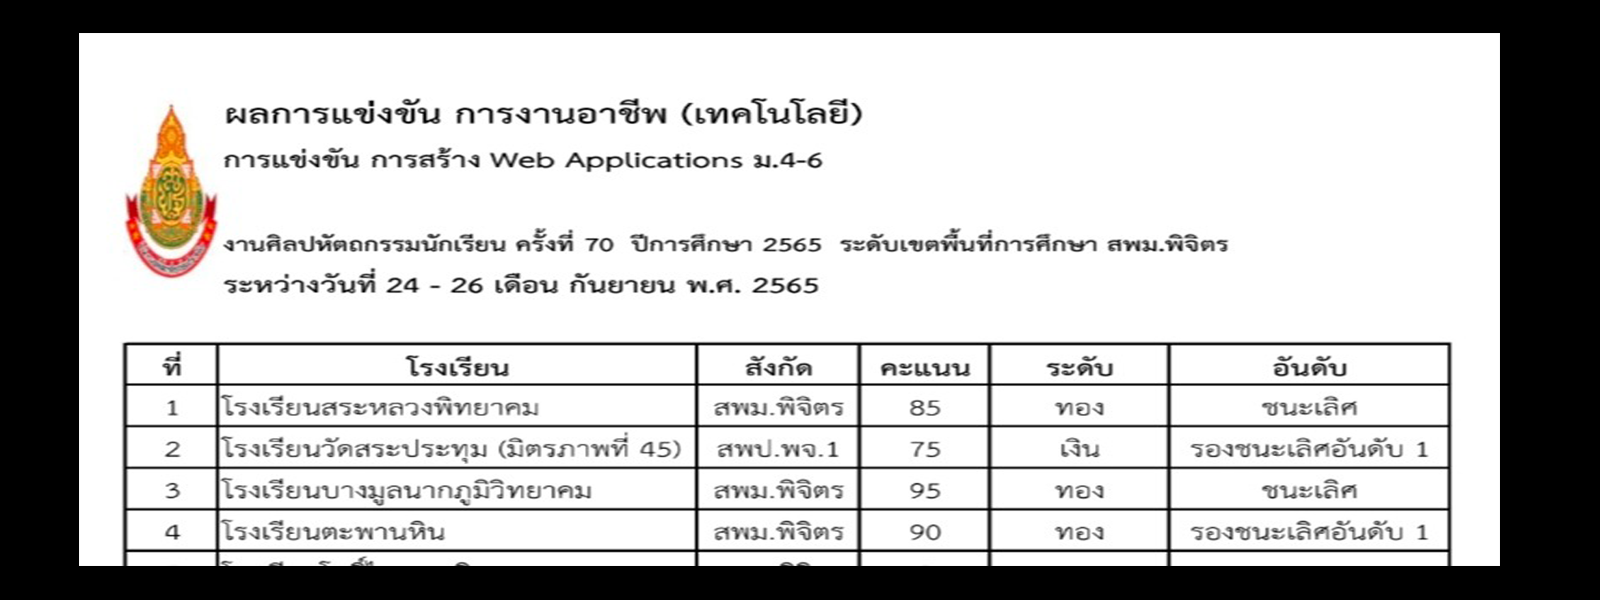 ผลการแข่งขัน การงานอาชีพ (เทคโนโลยี)
การแข่งขัน การสร้าง Web Applications ม.4-6
งานศิลปหัตถกรรมนักเรียน ครั้งที่ 70 ปีการศึกษา 2565 ระดับเขตพื้นที่การศึกษา สพม.พิจิตร
ระหว่างวันที่ 24 - 26 เดือน กันยายน พ.ศ. 2565
ที่ โรงเรียน สังกัด คะแนน ระดับ อันดับ
1 โรงเรียนสระหลวงพิทยาคม สพม.พิจิตร 85 ทอง ชนะเลิศ
2 โรงเรียนวัดสระประทุม (มิตรภาพที่ 45) สพป.พจ.1 75 เงิน รองชนะเลิศอันดับ 1
3 โรงเรียนบางมูลนากภูมิวิทยาคม สพม.พิจิตร 95 ทอง ชนะเลิศ
4 โรงเรียนตะพานหิน สพม.พิจิตร 90 ทอง รองชนะเลิศอันดับ 1